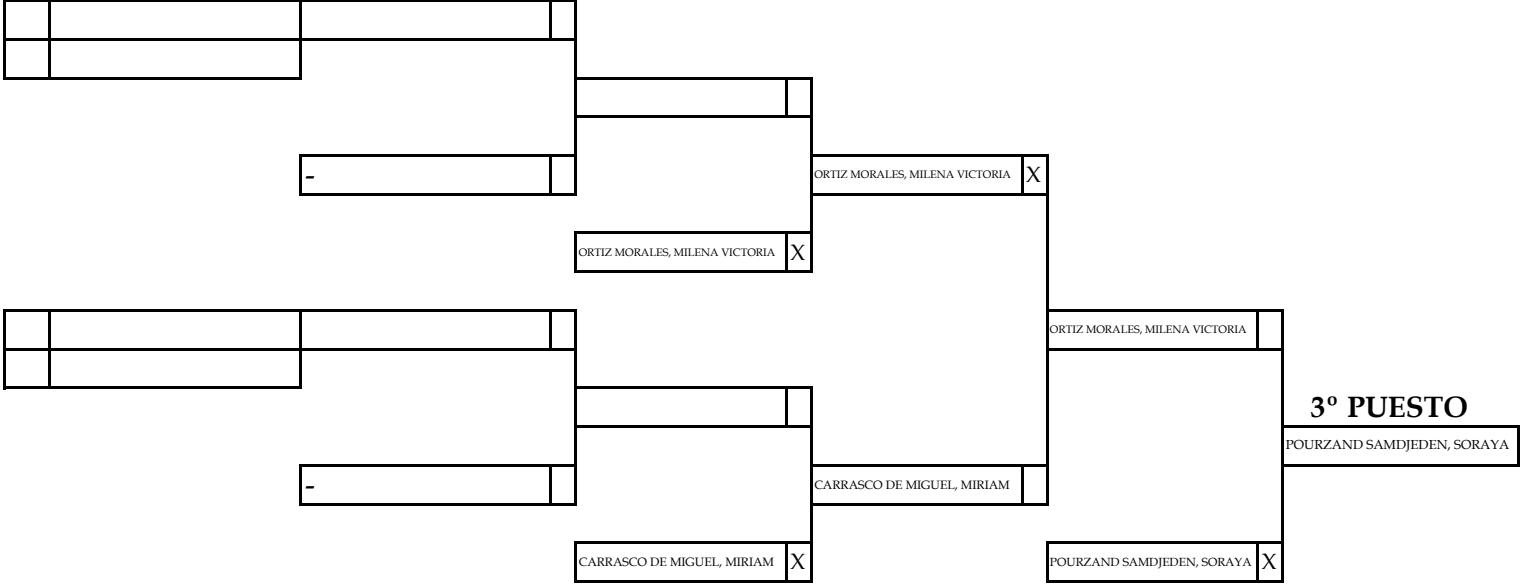 -
ORTIZ MORALES, MILENA VICTORIA X
ORTIZ MORALES, MILENA VICTORIA X
ORTIZ MORALES, MILENA VICTORIA
3º PUESTO
POURZAND SAMDJEDEN, SORAYA
-
CARRASCO DE MIGUEL, MIRIAM
CARRASCO DE MIGUEL, MIRIAM X
POURZAND SAMDJEDEN, SORAYA X